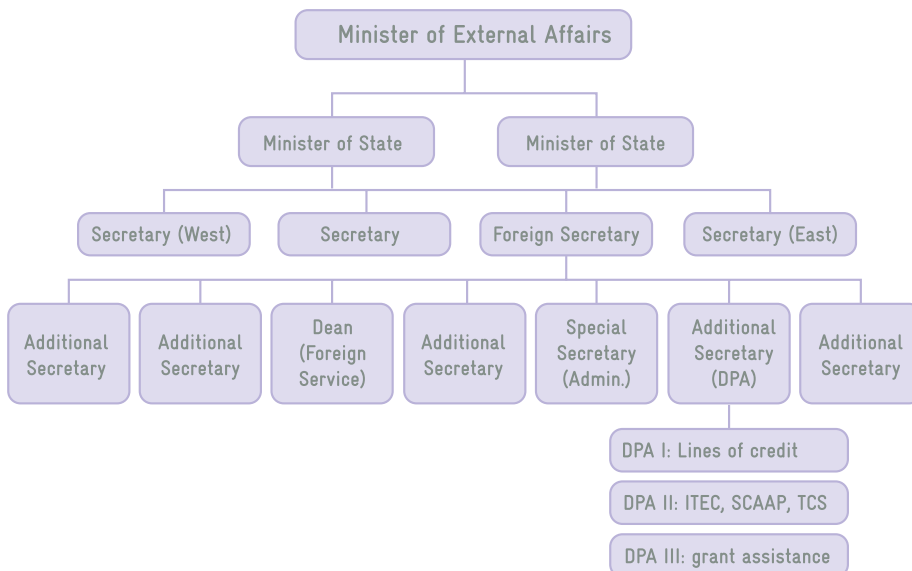 Minister of External Affairs
Minister of State
Minister of State
Secretary (West)
Secretary
Foreign Secretary
Secretary (East)
Additional
Secretary
Additional
Secretary
Dean
(Foreign
Service)
Additional
Secretary
Special
Secretary
(Admin.)
Additional
Secretary
(DPA)
Additional
Secretary
DPA I: Lines of credit
DPA II: ITEC, SCAAP, TCS
DPA III: grant assistance